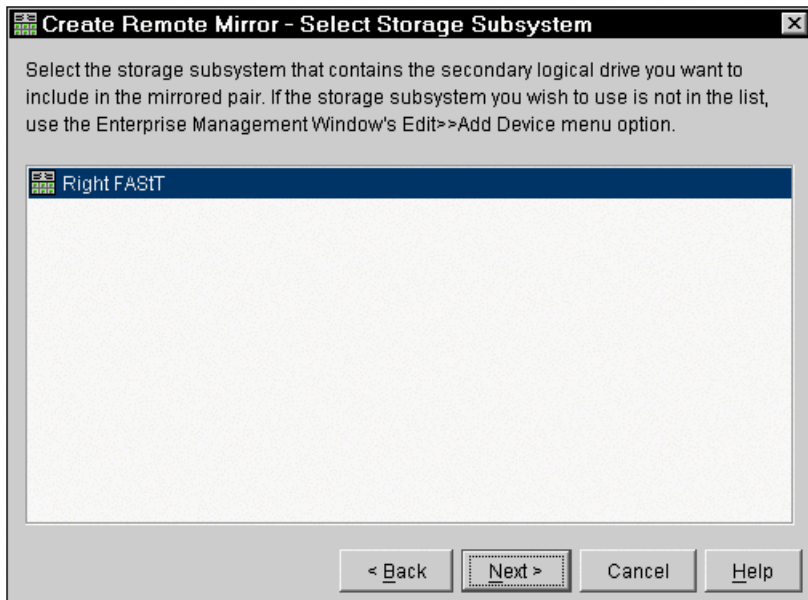 Create Remote Mirror - Select Storage Subsystem
Select the storage subsystem that contains the secondary logical drive you want to
include in the mirrored pair. If the storage subsystem you wish to use is not in the list,
use the Enterprise Management Window's Edit>>Add Device menu option.
Right FAStT
< Back Next > Cancel Help